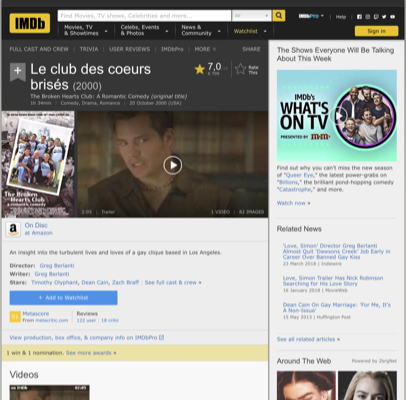 IMDb
Find Movies, TV shows, Celebrities and more...
All
IMDbPro
Help
Movies, TV
& Showtimes
Celebs, Events
& Photos
News &
Community
Watchlist
Sign in
FULL CAST AND CREW | TRIVIA | USER REVIEWS | IMDbPro | MORE
SHARE
Le club des coeurs
brisés (2000)
7,0
Rate
This
The Broken Hearts Club: A Romantic Comedy (original title)
1h 34min | Comedy, Drama, Romance | 20 October 2000 (USA)
The Broken
Hearts Club
a romantic comedy
2:05 | Trailer
1 VIDEO | 82 IMAGES
On Disc
at Amazon
An insight into the turbulent lives and loves of a gay clique based in Los Angeles.
Director: Greg Berlanti
Writer: Greg Berlanti
Stars: Timothy Olyphant, Dean Cain, Zach Braff | See full cast & crew »
+ Add to Watchlist
Metascore
From metacritic.com
Reviews
122 user | 18 critic
View production, box office, & company info on IMDbPro
1 win & 1 nomination. See more awards »
Videos
The Shows Everyone Will Be Talking
About This Week
IMDb's
WHAT'S
ON TV
PRESENTED BY M&M's
Find out why you can't miss the new season
of "Queer Eye," the latest power-grabs on
"Billions," the brilliant pond-hopping comedy
"Catastrophe," and more.
Watch now »
Related News
'Love, Simon' Director Greg Berlanti
Almost Quit 'Dawsons Creek' Job Early in
Career Over Banned Gay Kiss
23 March 2018 | Indiewire
Love, Simon Trailer Has Nick Robinson
Searching for His Love Story
16 January 2018 | MovieWeb
Dean Cain On Gay Marriage: 'For Me, It's
A Non-Issue'
15 May 2013 | Huffington Post
See all related articles »
Around The Web
Powered by ZergNet